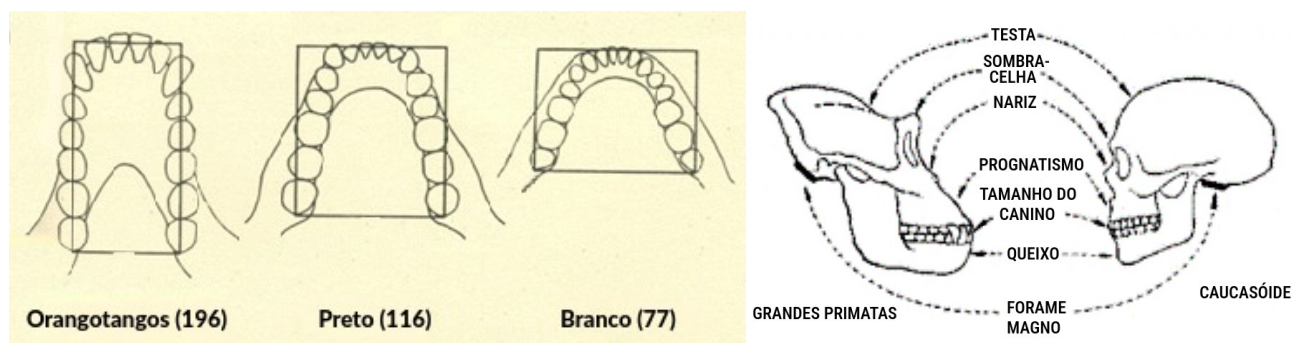 Orangotangos (196)
Preto (116)
Branco (77)
TESTA
SOMBRA-
CELHA
NARIZ
PROGNATISMO
TAMANHO DO
CANINO
QUEIXO
CAUCASÓIDE
GRANDES PRIMATAS
FORAME
MAGNO